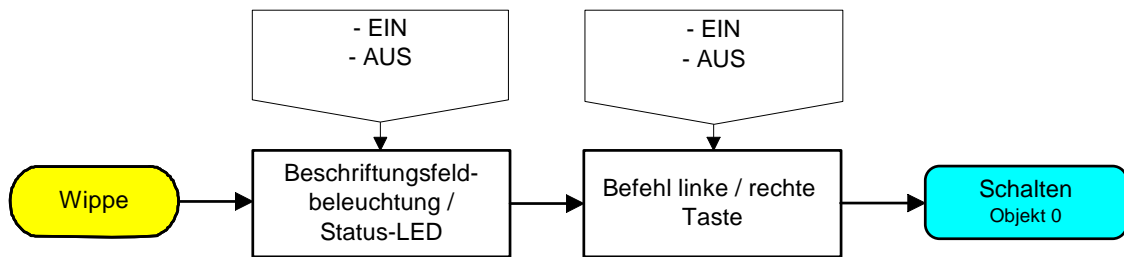 - EIN
- AUS
- EIN
- AUS
Wippe
Beschriftungsfeld-
beleuchtung /
Status-LED
Befehl linke / rechte
Taste
Schalten
Objekt 0